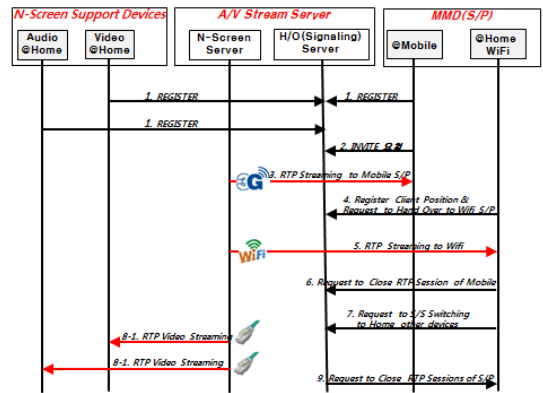 N-Screen Support Devices
A/V Stream Server
MMD(S/P)
Audio
@Home
Video
@Home
N-Screen
Server
H/O(Signaling)
Server
@Mobile
@Home
WiFi
1. REGISTER
1. REGISTER
1. REGISTER
2. INVITE 요청
3G
3. RTP Streaming to Mobile S/P
4. Register Client Position &
Request to Hand Over to Wifi S/P
WiFi
5. RTP Streaming to Wifi
6. Request to Close RTP Session of Mobile
7. Request to S/S Switching
to Home other devices
8-1. RTP Video Streaming
8-1. RTP Video Streaming
9. Request to Close RTP Sessions of S/P